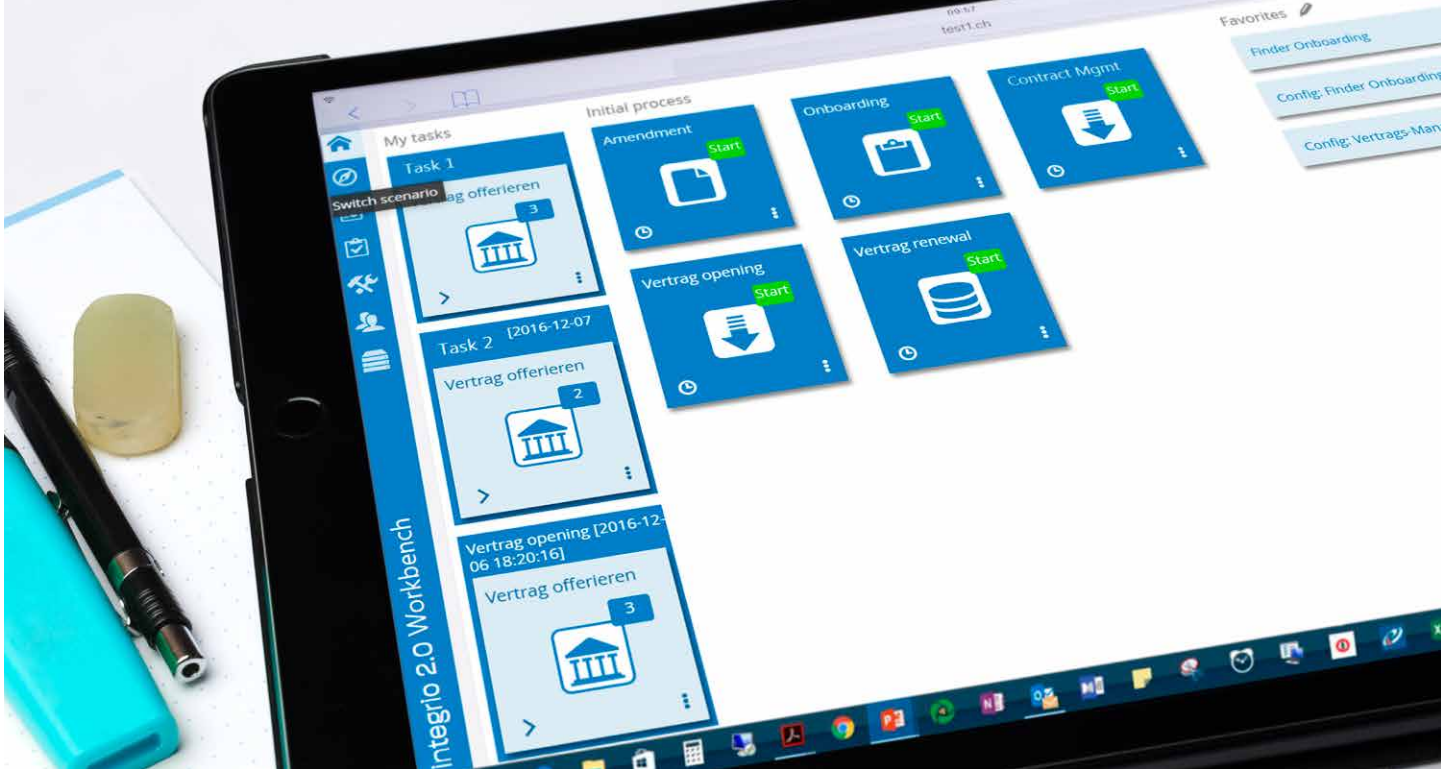 09:57
test1.ch
My tasks
Task 1
ag offerieren
3
Switch scenario
Task 2 [2016-12-07
Vertrag offerieren
2
Vertrag opening [2016-12-
06 18:20:16]
Vertrag offerieren
3
integrio 2.0 Workbench
Initial process
Amendment
Start
Onboarding
Start
Contract Mgmt
Start
Vertrag opening
Start
Vertrag renewal
Start
Favorites
Finder Onboarding
Config: Finder Onboarding
Config: Vertrags-Man